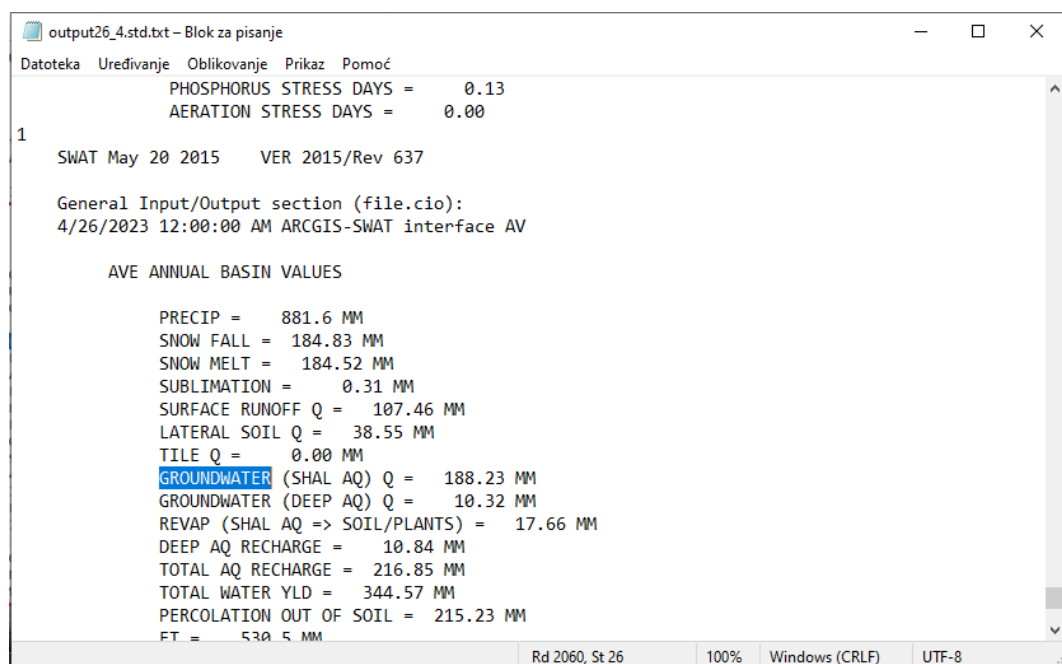 output26_4.std.txt – Blok za pisanje
Datoteka Uređivanje Oblikovanje Prikaz Pomoć
PHOSPHORUS STRESS DAYS = 0.13
AERATION STRESS DAYS = 0.00
1
SWAT May 20 2015 VER 2015/Rev 637
General Input/Output section (file.cio):
4/26/2023 12:00:00 AM ARCGIS-SWAT interface AV
AVE ANNUAL BASIN VALUES
PRECIP = 881.6 MM
SNOW FALL = 184.83 MM
SNOW MELT = 184.52 MM
SUBLIMATION = 0.31 MM
SURFACE RUNOFF Q = 107.46 MM
LATERAL SOIL Q = 38.55 MM
TILE Q = 0.00 MM
GROUNDWATER (SHAL AQ) Q = 188.23 MM
GROUNDWATER (DEEP AQ) Q = 10.32 MM
REVAP (SHAL AQ => SOIL/PLANTS) = 17.66 MM
DEEP AQ RECHARGE = 10.84 MM
TOTAL AQ RECHARGE = 216.85 MM
TOTAL WATER YLD = 344.57 MM
PERCOLATION OUT OF SOIL = 215.23 MM
ET = 530.5 MM
Rd 2060, St 26 100% Windows (CRLF) UTF-8